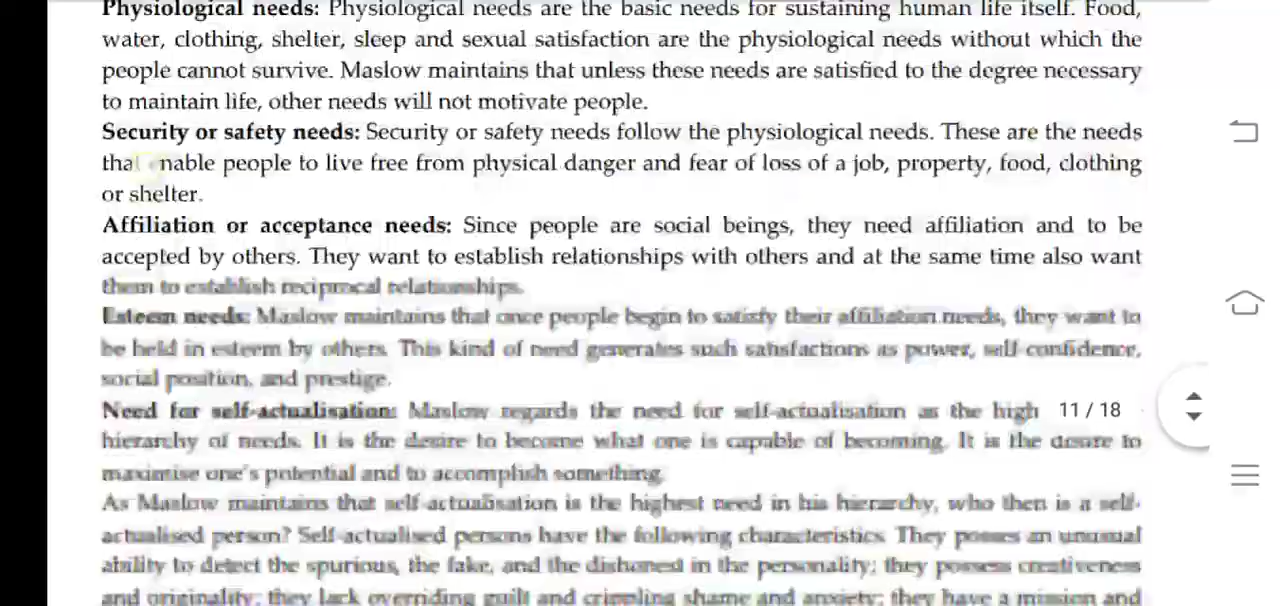 Physiological needs: Physiological needs are the basic needs for sustaining human life itself. Food,
water, clothing, shelter, sleep and sexual satisfaction are the physiological needs without which the
people cannot survive. Maslow maintains that unless these needs are satisfied to the degree necessary
to maintain life, other needs will not motivate people.
Security or safety needs: Security or safety needs follow the physiological needs. These are the needs
that enable people to live free from physical danger and fear of loss of a job, property, food, clothing
or shelter.
Affiliation or acceptance needs: Since people are social beings, they need affiliation and to be
accepted by others. They want to establish relationships with others and at the same time also want
them to establish reciprocal relationships.
Esteem needs: Maslow maintains that once people begin to satisfy their affiliation needs, they want to
be held in esteem by others. This kind of need generates such satisfactions as power, self-confidence,
social position, and prestige.
Need for self-actualisation: Maslow regards the need for self-actualisation as the high 11 / 18
hierarchy of needs. It is the desire to become what one is capable of becoming. It is the desire to
maximise one's potential and to accomplish something.
As Maslow maintains that self-actualisation is the highest need in his hierarchy, who then is a self-
actualised person? Self-actualised persons have the following characteristics. They possess an unusual
ability to detect the spurious, the fake, and the dishonest in the personality; they possess creativeness
and originality; they lack overriding guilt and crippling shame and anxiety; they have a mission and